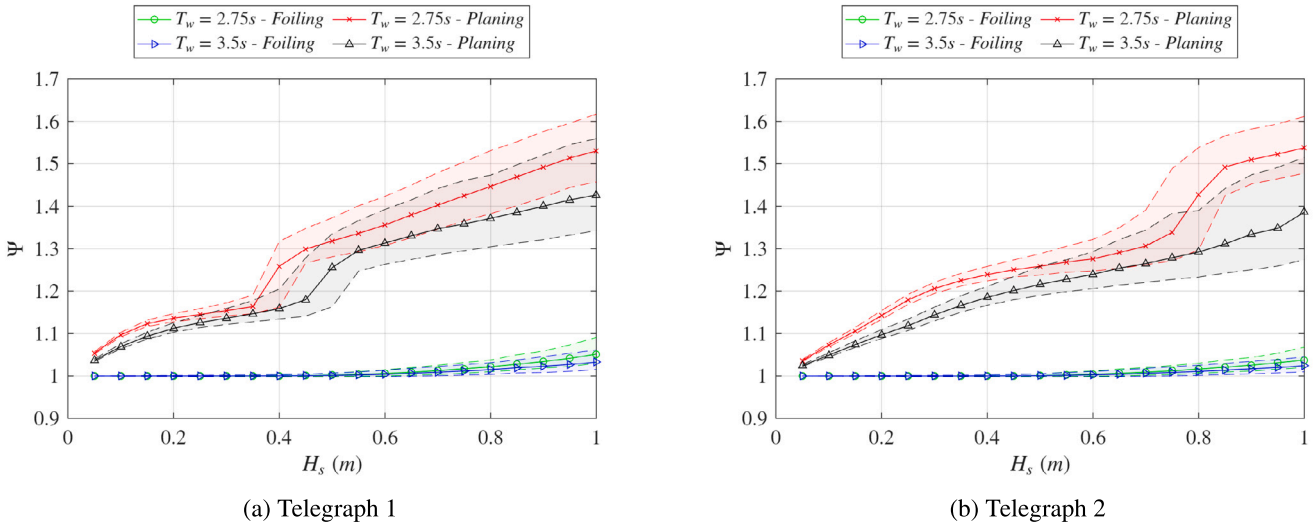 T_w = 2.75s - Foiling T_w = 2.75s - Planing
T_w = 3.5s - Foiling T_w = 3.5s - Planing
1.7
1.6
1.5
1.4
1.3
1.2
1.1
1
0.9
Ψ
0 0.2 0.4 0.6 0.8 1
H_s (m)
(a) Telegraph 1
T_w = 2.75s - Foiling T_w = 2.75s - Planing
T_w = 3.5s - Foiling T_w = 3.5s - Planing
1.7
1.6
1.5
1.4
1.3
1.2
1.1
1
0.9
Ψ
0 0.2 0.4 0.6 0.8 1
H_s (m)
(b) Telegraph 2